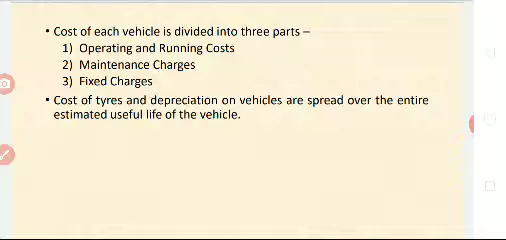 • Cost of each vehicle is divided into three parts –
1) Operating and Running Costs
2) Maintenance Charges
3) Fixed Charges
• Cost of tyres and depreciation on vehicles are spread over the entire
estimated useful life of the vehicle.